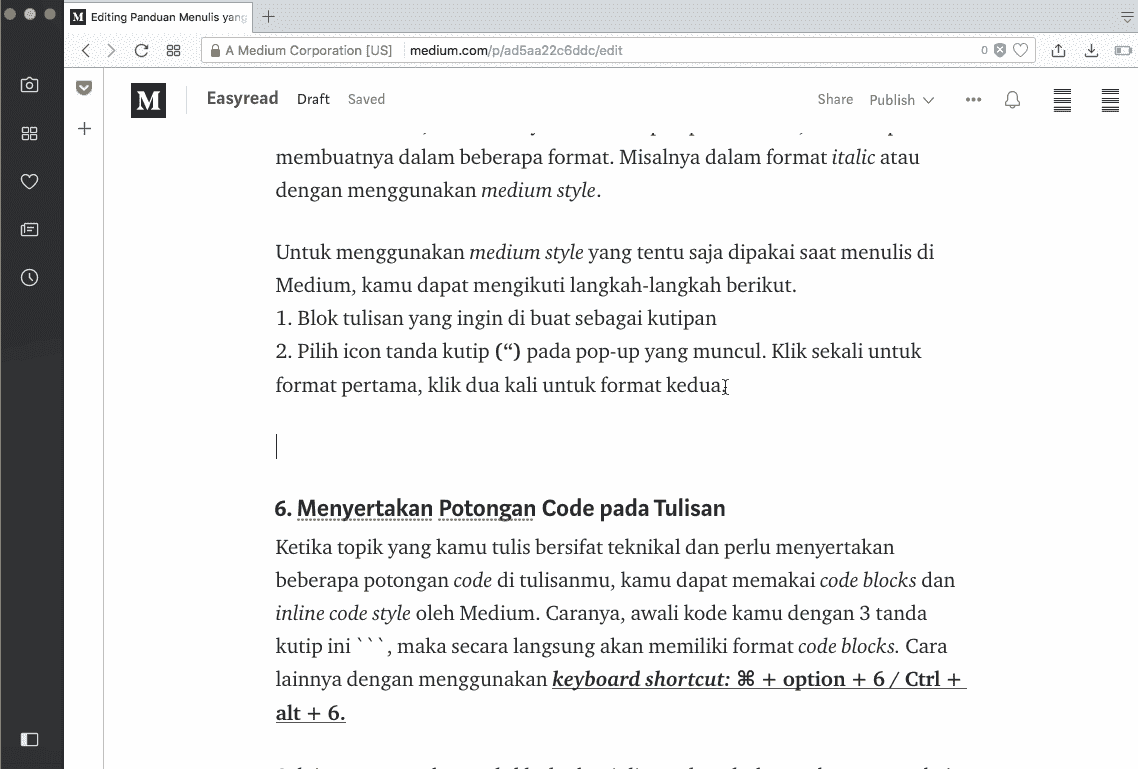 M Editing Panduan Menulis yang
A Medium Corporation [US] medium.com/p/ad5aa22c6ddc/edit 0
M Easyread Draft Saved Share Publish
membuatnya dalam beberapa format. Misalnya dalam format italic atau
dengan menggunakan medium style.
Untuk menggunakan medium style yang tentu saja dipakai saat menulis di
Medium, kamu dapat mengikuti langkah-langkah berikut.
1. Blok tulisan yang ingin di buat sebagai kutipan
2. Pilih icon tanda kutip (“) pada pop-up yang muncul. Klik sekali untuk
format pertama, klik dua kali untuk format kedua.
6. Menyertakan Potongan Code pada Tulisan
Ketika topik yang kamu tulis bersifat teknikal dan perlu menyertakan
beberapa potongan code di tulisanmu, kamu dapat memakai code blocks dan
inline code style oleh Medium. Caranya, awali kode kamu dengan 3 tanda
kutip ini ```, maka secara langsung akan memiliki format code blocks. Cara
lainnya dengan menggunakan keyboard shortcut: ⌘ + option + 6 / Ctrl +
alt + 6.